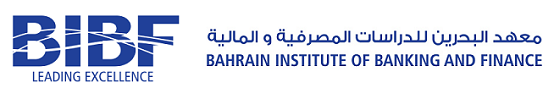 BIBF
LEADING EXCELLENCE
معهد البحرين للدراسات المصرفية و المالية
BAHRAIN INSTITUTE OF BANKING AND FINANCE